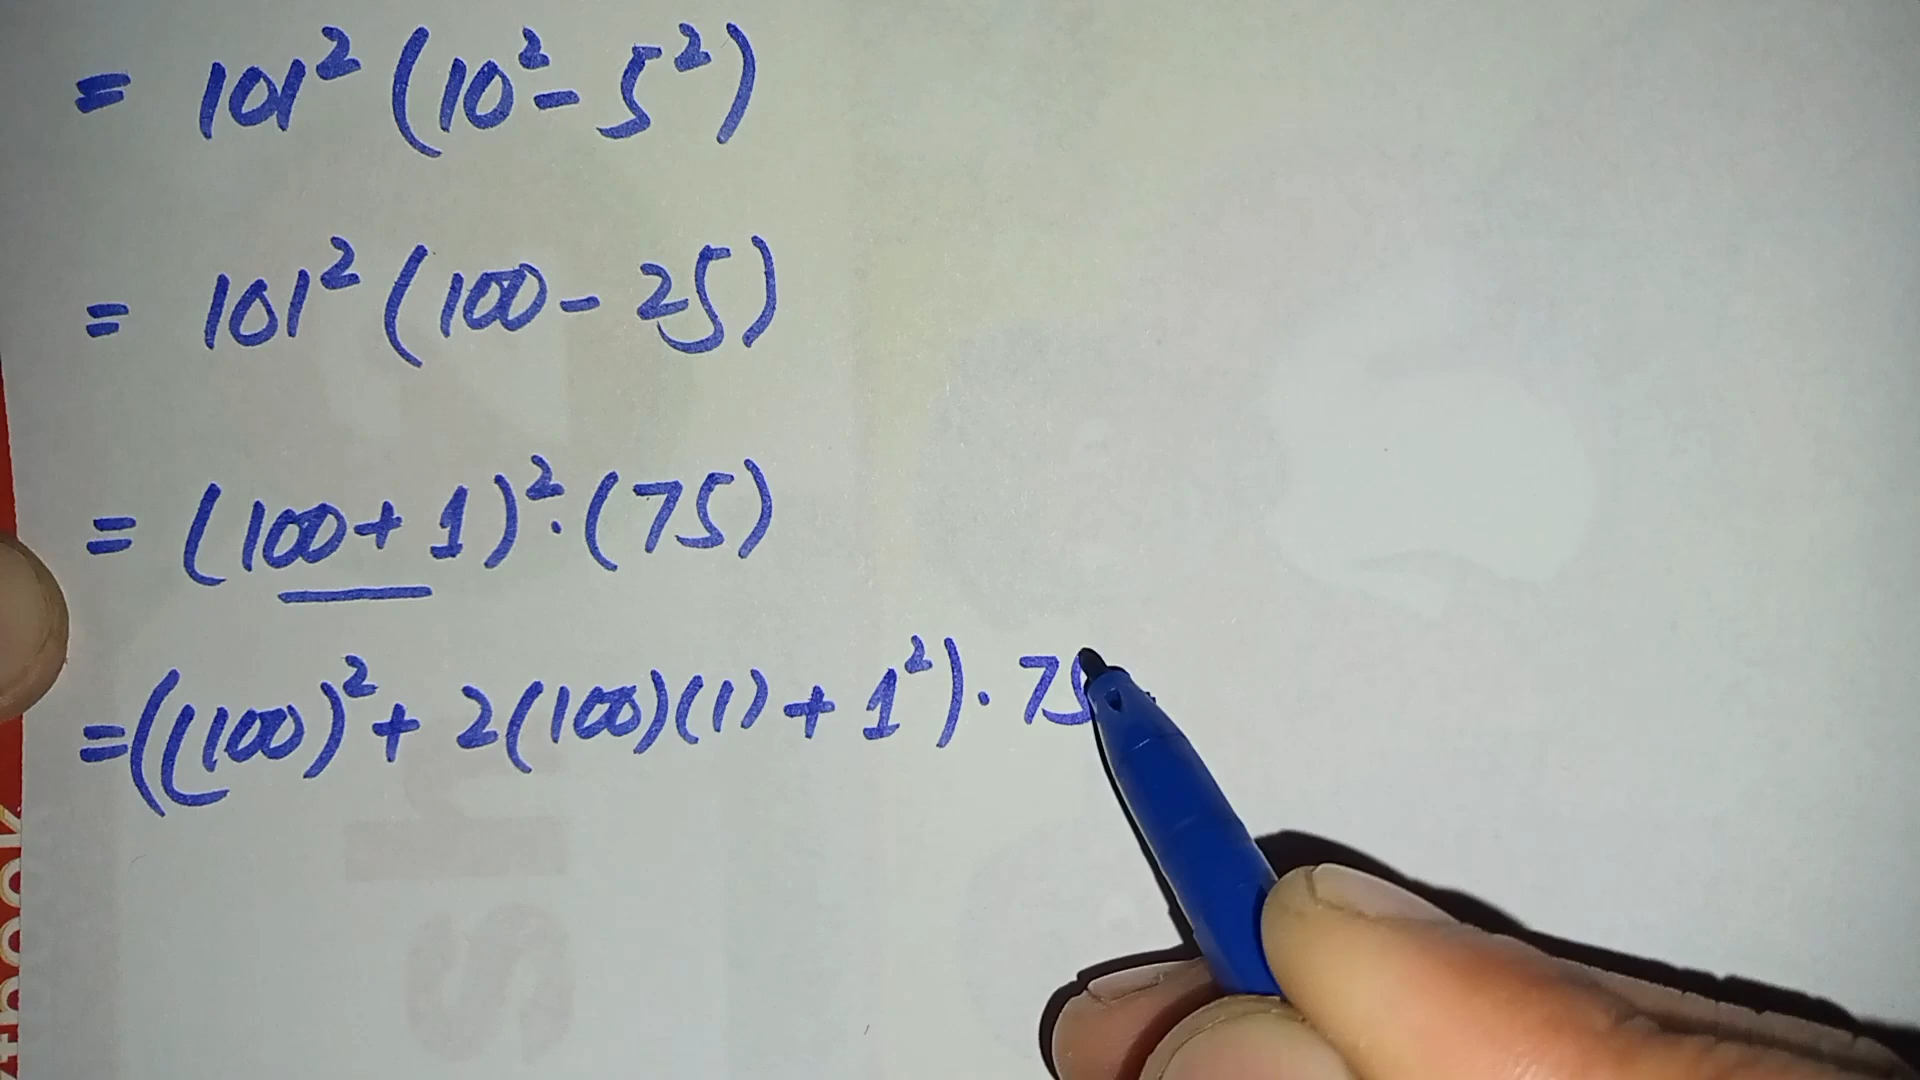 = 101² (10² - 5²)
= 101² (100 - 25)
= (100 + 1)² · (75)
= ((100)² + 2(100)(1) + 1²) · 75